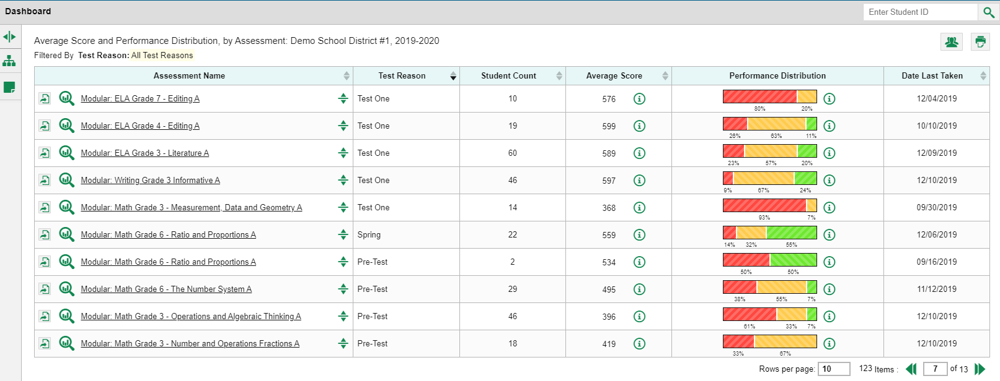 Dashboard
Enter Student ID
Average Score and Performance Distribution, by Assessment: Demo School District #1, 2019-2020
Filtered By Test Reason: All Test Reasons
Assessment Name Test Reason Student Count Average Score Performance Distribution Date Last Taken
Modular: ELA Grade 7 - Editing A Test One 10 576 12/04/2019
80% 20%
Modular: ELA Grade 4 - Editing A Test One 19 599 10/10/2019
26% 63% 11%
Modular: ELA Grade 3 - Literature A Test One 60 589 12/09/2019
23% 57% 20%
Modular: Writing Grade 3 Informative A Test One 46 597 12/10/2019
9% 67% 24%
Modular: Math Grade 3 - Measurement, Data and Geometry A Test One 14 368 09/30/2019
93% 7%
Modular: Math Grade 6 - Ratio and Proportions A Spring 22 559 12/06/2019
14% 32% 55%
Modular: Math Grade 6 - Ratio and Proportions A Pre-Test 2 534 09/16/2019
50% 50%
Modular: Math Grade 6 - The Number System A Pre-Test 29 495 11/12/2019
38% 55% 7%
Modular: Math Grade 3 - Operations and Algebraic Thinking A Pre-Test 46 396 12/10/2019
61% 33% 7%
Modular: Math Grade 3 - Number and Operations Fractions A Pre-Test 18 419 12/10/2019
33% 67%
Rows per page: 10 123 Items : 7 of 13